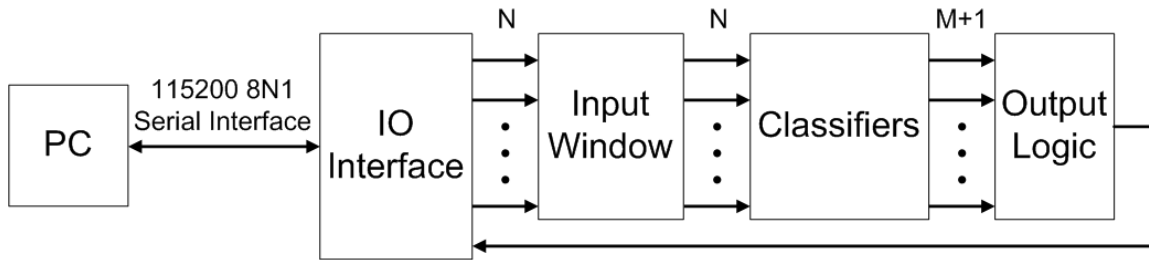 N
N
M+1
115200 8N1
Serial Interface
PC
IO
Interface
Input
Window
Classifiers
Output
Logic